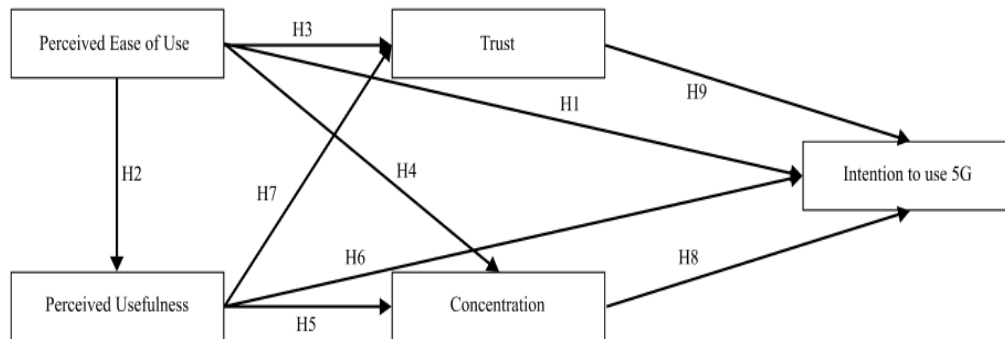 Perceived Ease of Use
H3
Trust
H9
H1
H2
H4
H7
Intention to use 5G
H6
H8
Perceived Usefulness
H5
Concentration